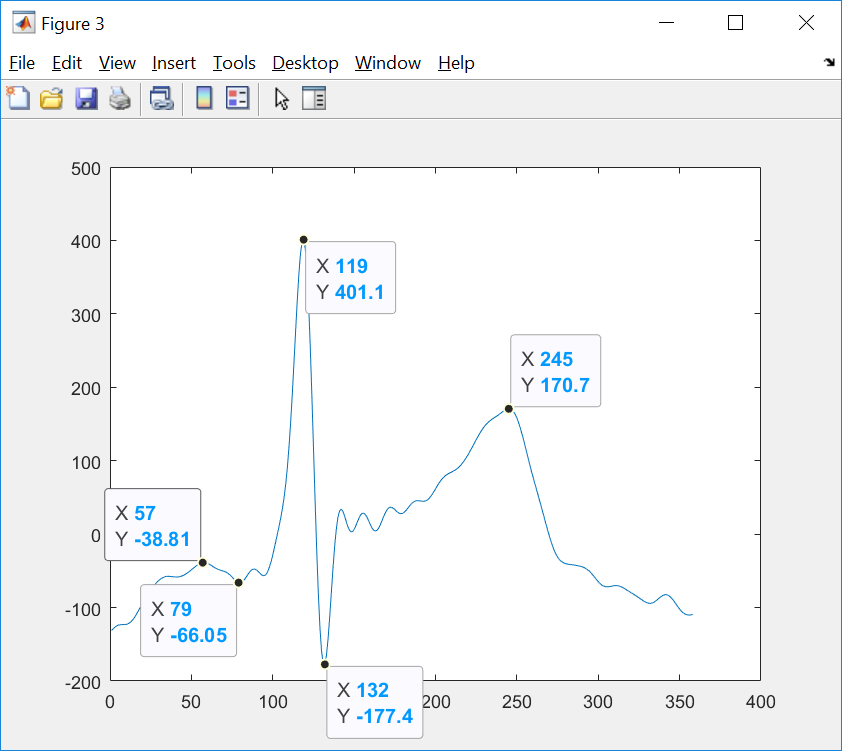 Figure 3
File Edit View Insert Tools Desktop Window Help
500
400
300
200
100
0
-100
-200
X 119
Y 401.1
X 245
Y 170.7
X 57
Y -38.81
X 79
Y -66.05
X 132
Y -177.4
0 50 100 200 250 300 350 400